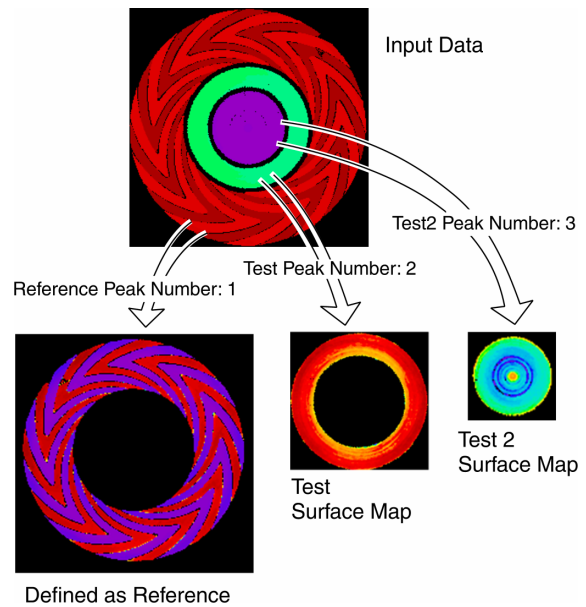 Input Data
Test2 Peak Number: 3
Test Peak Number: 2
Reference Peak Number: 1
Test 2
Surface Map
Test
Surface Map
Defined as Reference